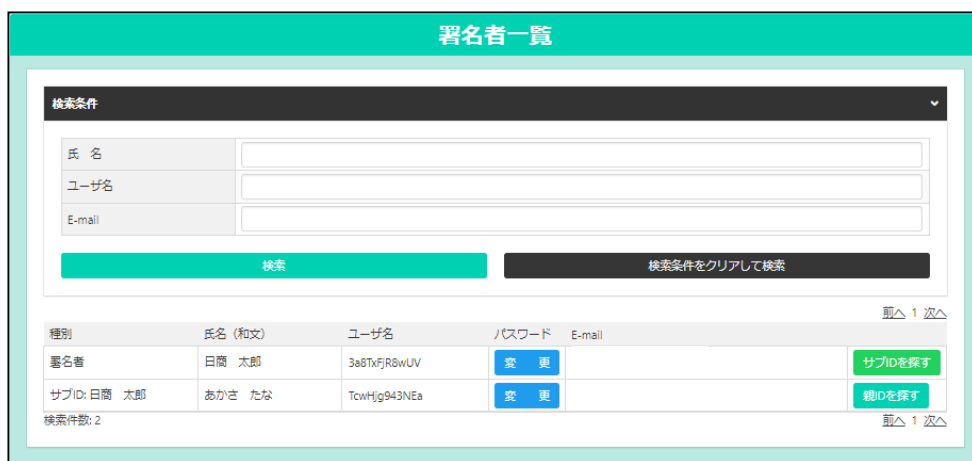 署名者一覧
検索条件
氏　名
ユーザ名
E-mail
検索 検索条件をクリアして検索
前へ 1 次へ
種別 氏名（和文） ユーザ名 パスワード E-mail
署名者 日商　太郎 3a8TxFjR8wUV 変　更 サブIDを探す
サブID: 日商　太郎 あかさ　たな TcwHjg943NEa 変　更 親IDを探す
検索件数: 2 前へ 1 次へ